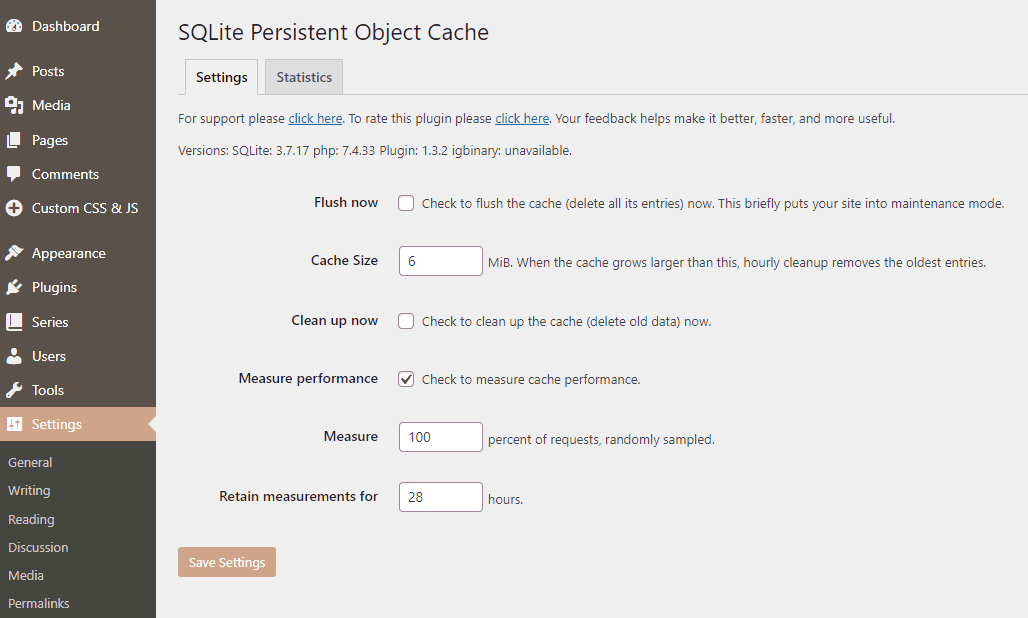 Dashboard
Posts
Media
Pages
Comments
Custom CSS & JS
Appearance
Plugins
Series
Users
Tools
Settings
General
Writing
Reading
Discussion
Media
Permalinks
SQLite Persistent Object Cache
Settings Statistics
For support please click here. To rate this plugin please click here. Your feedback helps make it better, faster, and more useful.
Versions: SQLite: 3.7.17 php: 7.4.33 Plugin: 1.3.2 igbinary: unavailable.
Flush now Check to flush the cache (delete all its entries) now. This briefly puts your site into maintenance mode.
Cache Size 6 MiB. When the cache grows larger than this, hourly cleanup removes the oldest entries.
Clean up now Check to clean up the cache (delete old data) now.
Measure performance Check to measure cache performance.
Measure 100 percent of requests, randomly sampled.
Retain measurements for 28 hours.
Save Settings